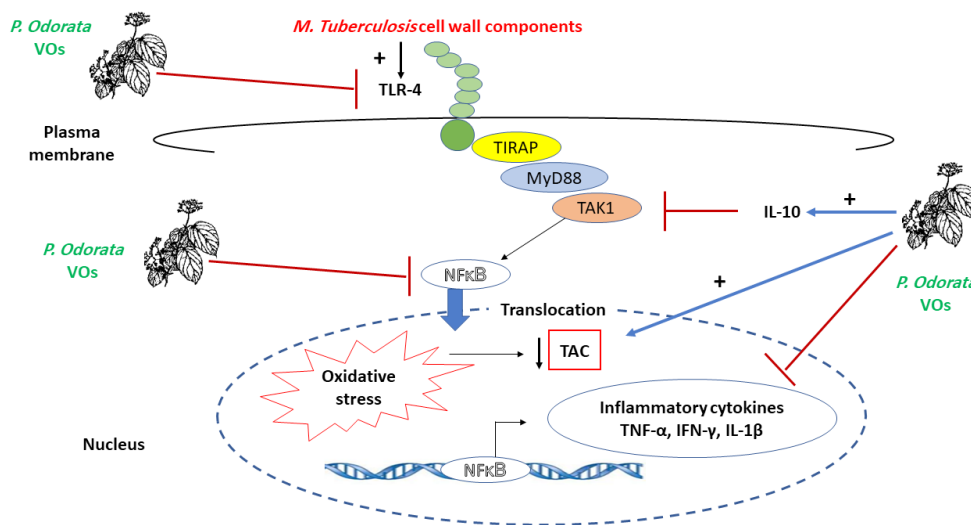 P. Odorata
VOs
M. Tuberculosis cell wall components
+
TLR-4
Plasma
membrane
TIRAP
MyD88
TAK1
IL-10
+
P. Odorata
VOs
P. Odorata
VOs
NFκB
+
Translocation
Oxidative
stress
TAC
Inflammatory cytokines
TNF-α, IFN-γ, IL-1β
Nucleus
NFκB